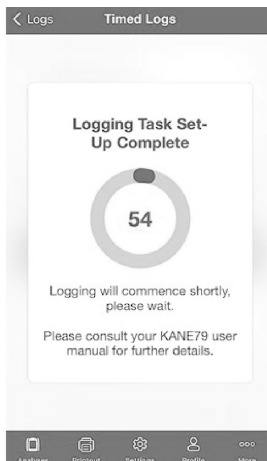 Logs Timed Logs
Logging Task Set-
Up Complete
54
Logging will commence shortly,
please wait.
Please consult your KANE79 user
manual for further details.
Analyser Printout Settings Profile More